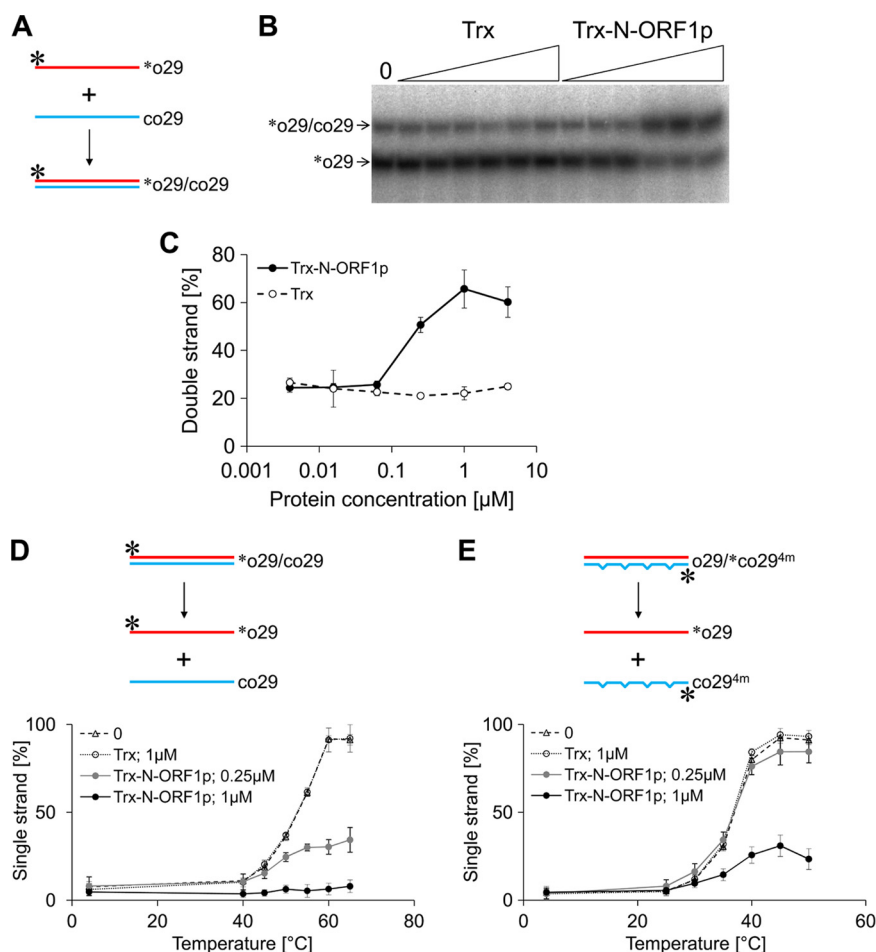 A
*o29
+
co29
*o29/co29
B
Trx
Trx-N-ORF1p
0
*o29/co29
*o29
C
Double strand [%]
80
60
40
20
0
Trx-N-ORF1p
Trx
0.001
0.01
0.1
1
10
Protein concentration [µM]
D
*o29/co29
*o29
+
co29
Single strand [%]
100
50
0
0
Trx; 1µM
Trx-N-ORF1p; 0.25µM
Trx-N-ORF1p; 1µM
0
20
40
60
80
Temperature [°C]
E
o29/*co29⁴ᵐ
*o29
+
co29⁴ᵐ
Single strand [%]
100
50
0
0
Trx; 1µM
Trx-N-ORF1p; 0.25µM
Trx-N-ORF1p; 1µM
0
20
40
60
Temperature [°C]